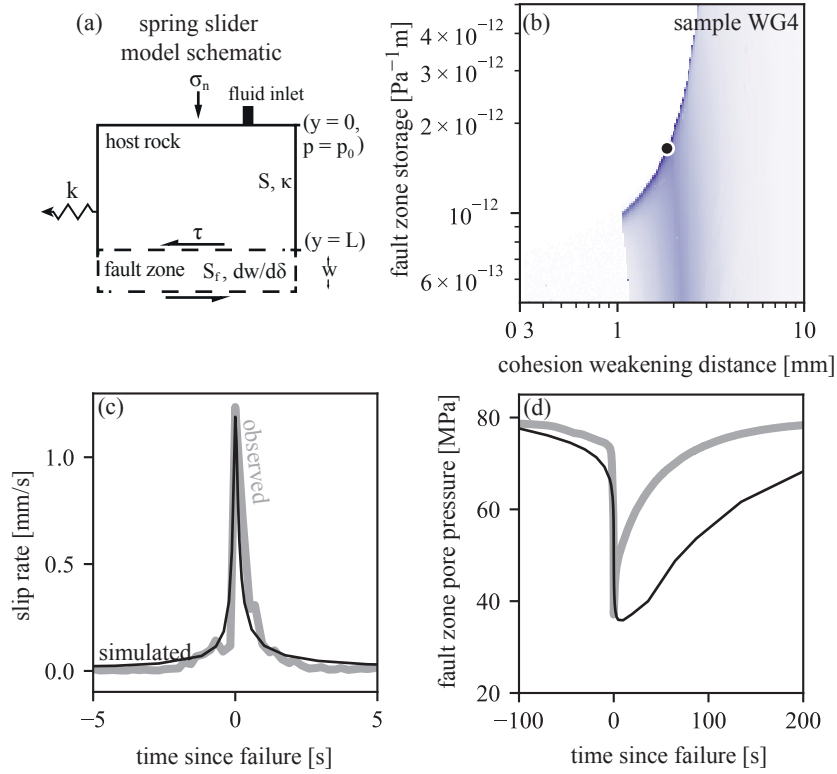 (a) spring slider
model schematic
σn
fluid inlet
(y = 0,
p = p0)
host rock
S, κ
k
τ
(y = L)
fault zone
Sf, dw/dδ
w
(b)
sample WG4
4 × 10−12
3 × 10−12
2 × 10−12
10−12
6 × 10−13
fault zone storage [Pa−1 m]
0 3
1
10
cohesion weakening distance [mm]
(c)
observed
simulated
1.0
0.5
0.0
slip rate [mm/s]
−5
0
5
time since failure [s]
(d)
80
60
40
20
fault zone pore pressure [MPa]
−100
0
100
200
time since failure [s]